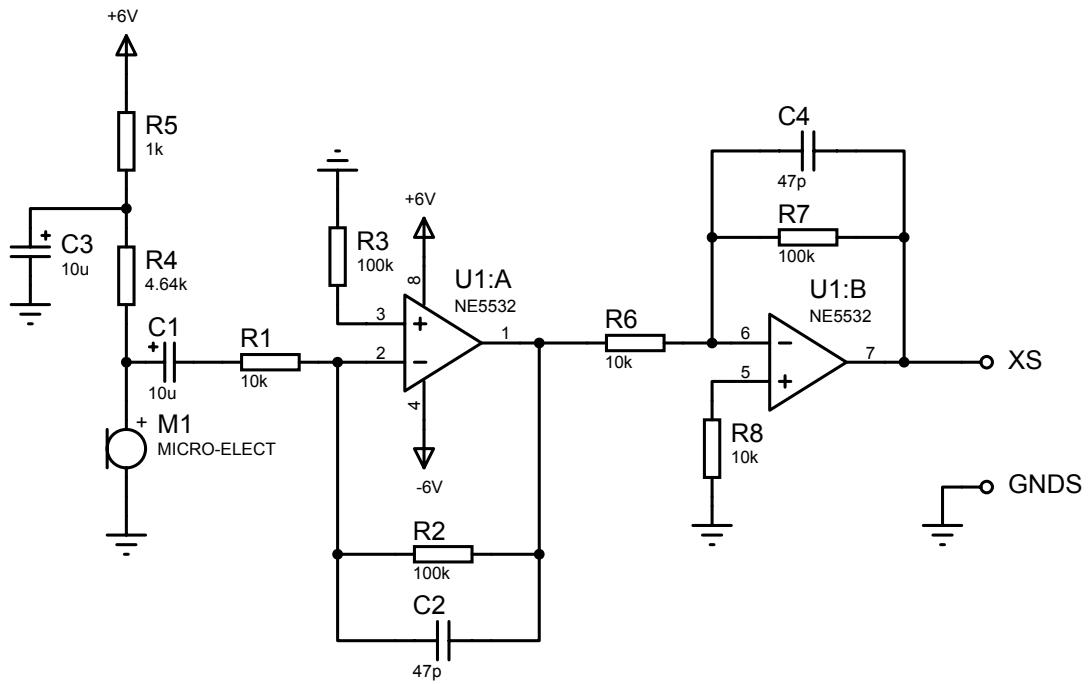 +6V
R5
1k
C3
10u
+
R4
4.64k
C1
+
10u
R1
10k
M1
+
MICRO-ELECT
R3
100k
+6V
8
U1:A
NE5532
3
+
2
−
1
4
-6V
R2
100k
C2
47p
R6
10k
C4
47p
R7
100k
U1:B
NE5532
6
−
5
+
7
R8
10k
XS
GNDS